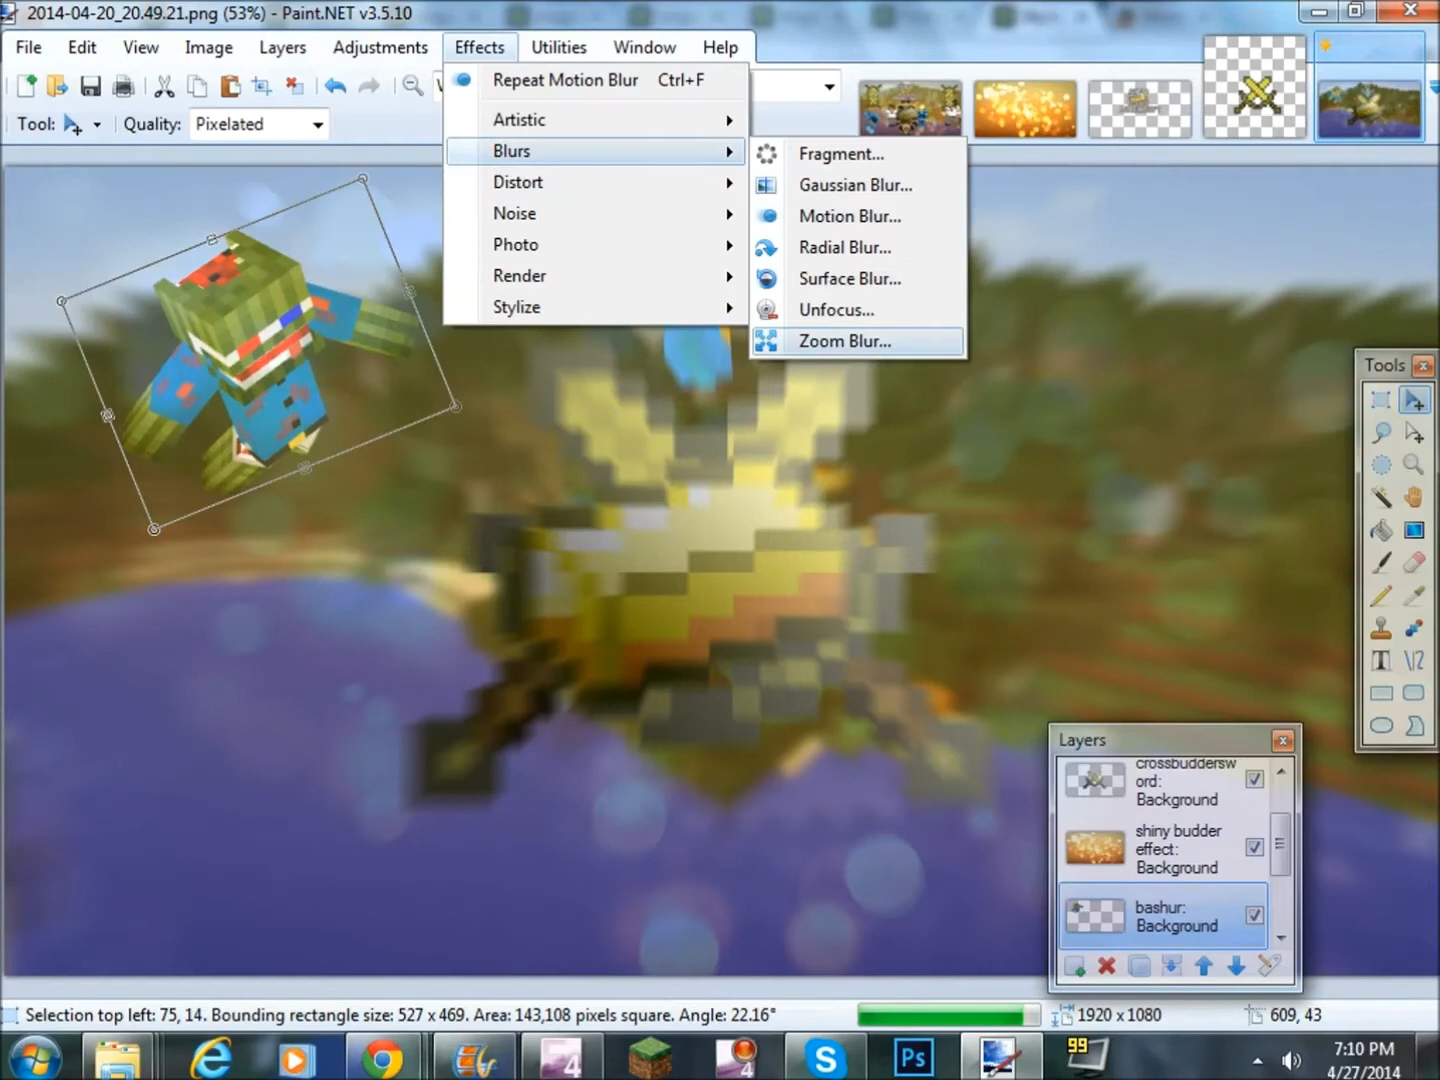 2014-04-20_20.49.21.png (53%) - Paint.NET v3.5.10
File Edit View Image Layers Adjustments Effects Utilities Window Help
Tool: Quality: Pixelated
Repeat Motion Blur Ctrl+F
Artistic
Blurs
Distort
Noise
Photo
Render
Stylize
Fragment...
Gaussian Blur...
Motion Blur...
Radial Blur...
Surface Blur...
Unfocus...
Zoom Blur...
Tools
Layers
crossbuddersw
ord:
Background
shiny budder
effect:
Background
bashur:
Background
Selection top left: 75, 14. Bounding rectangle size: 527 x 469. Area: 143,108 pixels square. Angle: 22.16°
1920 x 1080
609, 43
4
4
S
Ps
99
7:10 PM
4/27/2014